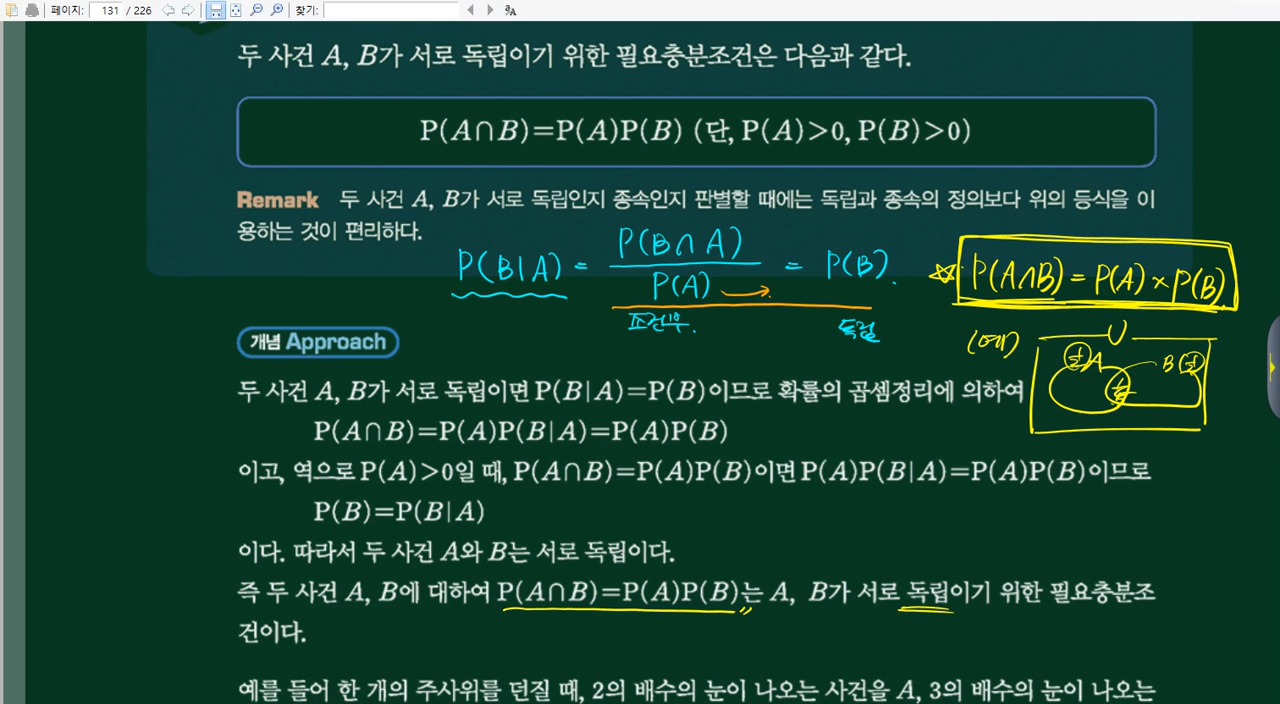 페이지: 131 / 226 찾기:
두 사건 A, B가 서로 독립이기 위한 필요충분조건은 다음과 같다.
P(A∩B)=P(A)P(B) (단, P(A)>0, P(B)>0)
Remark 두 사건 A, B가 서로 독립인지 종속인지 판별할 때에는 독립과 종속의 정의보다 위의 등식을 이
용하는 것이 편리하다.
P(B|A) = P(B∩A) / P(A) = P(B).
조건부.
독립
☆ P(A∩B) = P(A) × P(B)
(예)
U
A
B
개념 Approach
두 사건 A, B가 서로 독립이면 P(B|A)=P(B)이므로 확률의 곱셈정리에 의하여
P(A∩B)=P(A)P(B|A)=P(A)P(B)
이고, 역으로 P(A)>0일 때, P(A∩B)=P(A)P(B)이면 P(A)P(B|A)=P(A)P(B)이므로
P(B)=P(B|A)
이다. 따라서 두 사건 A와 B는 서로 독립이다.
즉 두 사건 A, B에 대하여 P(A∩B)=P(A)P(B)는 A, B가 서로 독립이기 위한 필요충분조
건이다.
예를 들어 한 개의 주사위를 던질 때, 2의 배수의 눈이 나오는 사건을 A, 3의 배수의 눈이 나오는